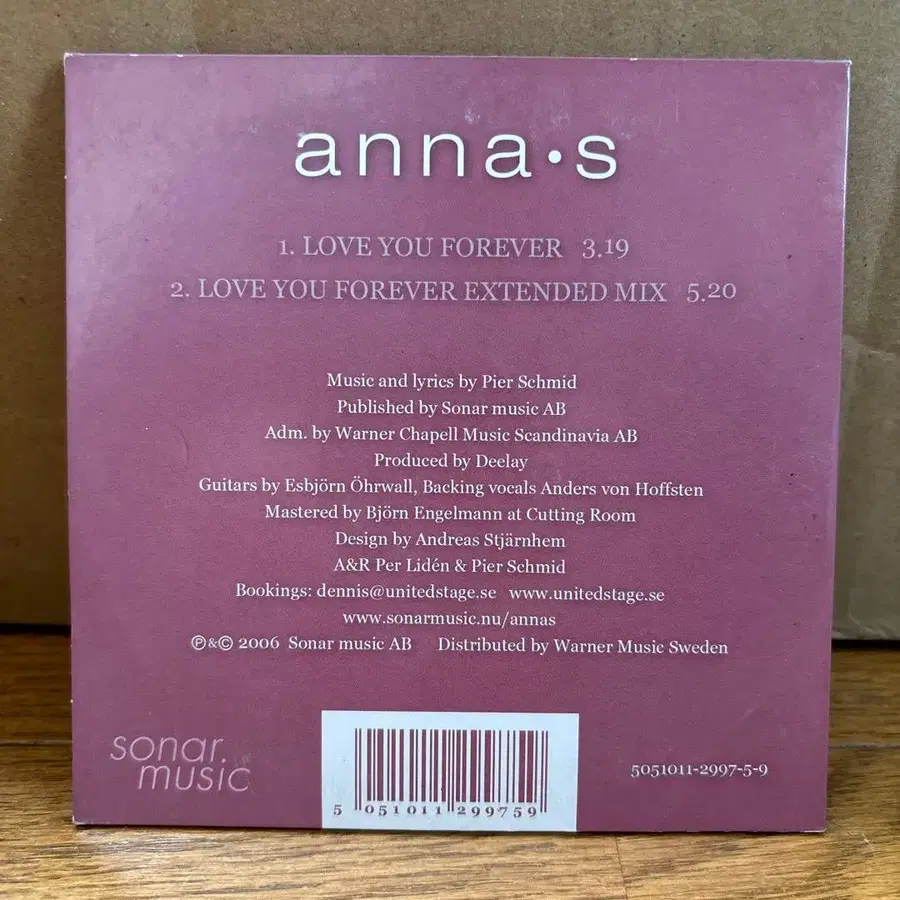 anna•s
1. LOVE YOU FOREVER 3.19
2. LOVE YOU FOREVER EXTENDED MIX 5.20
Music and lyrics by Pier Schmid
Published by Sonar music AB
Adm. by Warner Chapell Music Scandinavia AB
Produced by Deelay
Guitars by Esbjörn Öhrwall, Backing vocals Anders von Hoffsten
Mastered by Björn Engelmann at Cutting Room
Design by Andreas Stjärnhem
A&R Per Lidén & Pier Schmid
Bookings: dennis@unitedstage.se www.unitedstage.se
www.sonarmusic.nu/annas
℗&© 2006 Sonar music AB Distributed by Warner Music Sweden
sonar.
music
5 051011 299759
5051011-2997-5-9